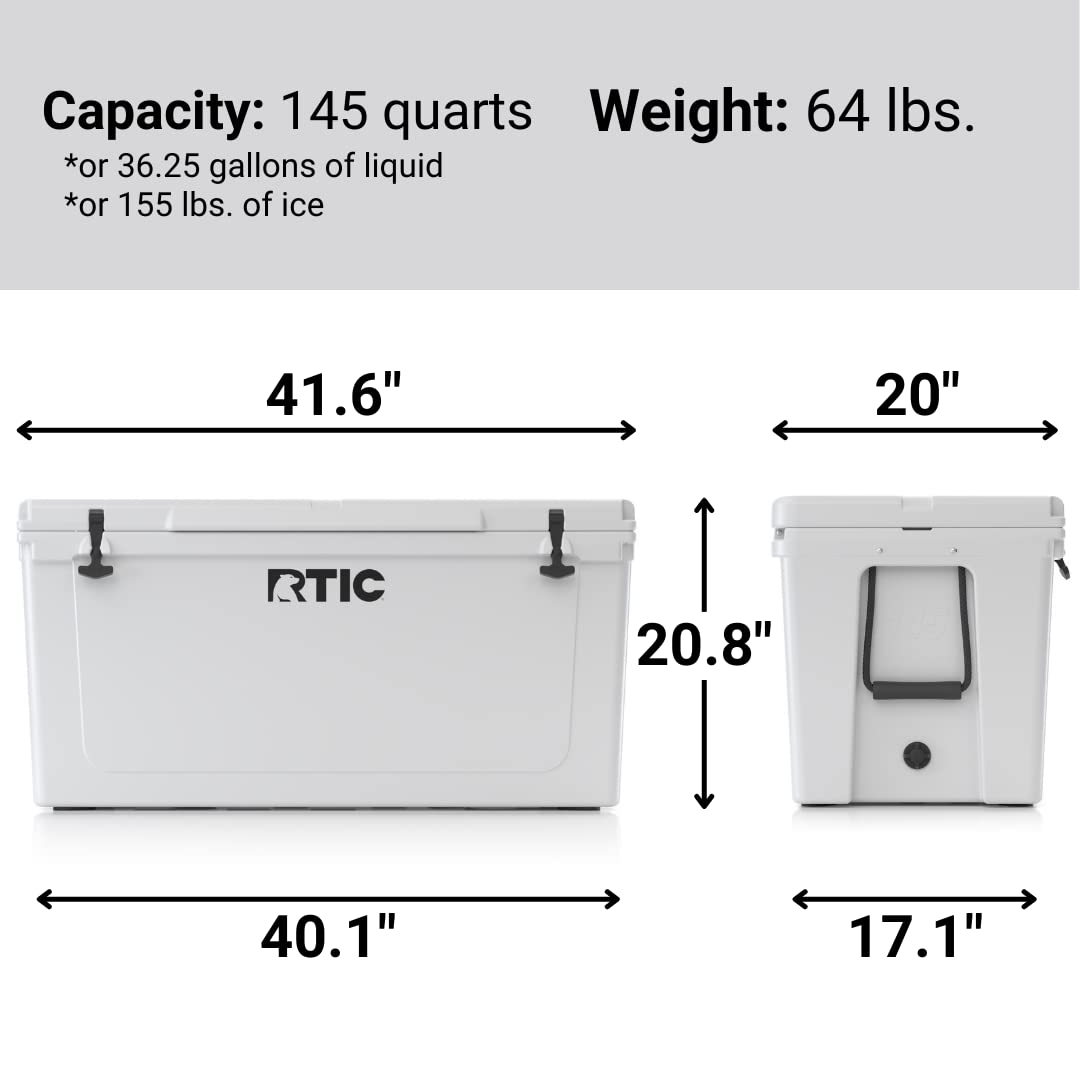 Capacity: 145 quarts
*or 36.25 gallons of liquid
*or 155 lbs. of ice
Weight: 64 lbs.
41.6"
20"
RTIC
20.8"
40.1"
17.1"